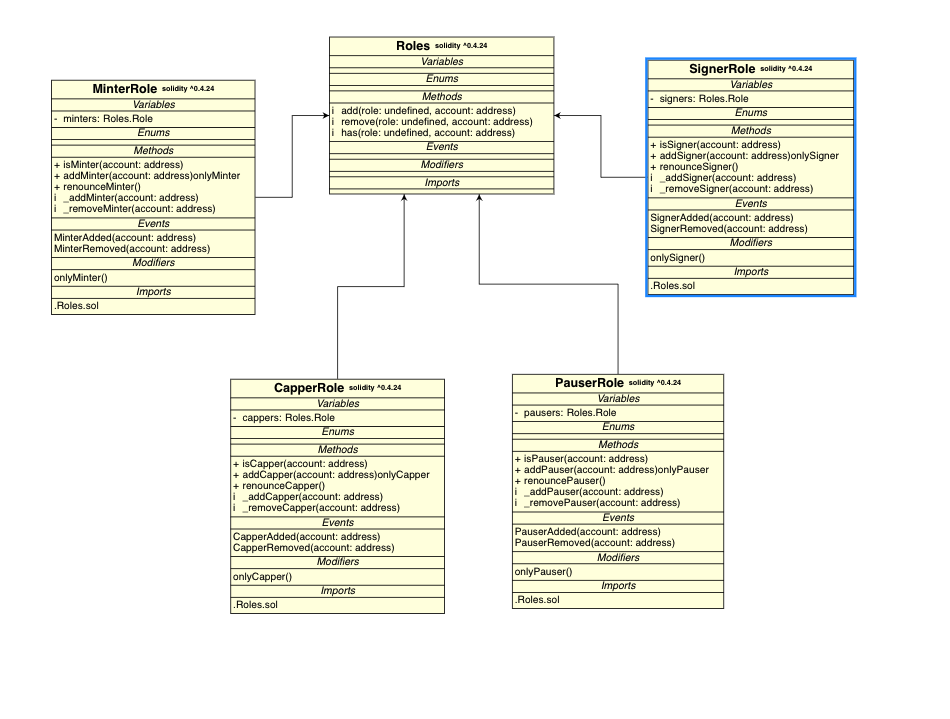 Roles solidity ^0.4.24
Variables
Enums
Methods
i add(role: undefined, account: address)
i remove(role: undefined, account: address)
i has(role: undefined, account: address)
Events
Modifiers
Imports
MinterRole solidity ^0.4.24
Variables
- minters: Roles.Role
Enums
Methods
+ isMinter(account: address)
+ addMinter(account: address)onlyMinter
+ renounceMinter()
i _addMinter(account: address)
i _removeMinter(account: address)
Events
MinterAdded(account: address)
MinterRemoved(account: address)
Modifiers
onlyMinter()
Imports
.Roles.sol
SignerRole solidity ^0.4.24
Variables
- signers: Roles.Role
Enums
Methods
+ isSigner(account: address)
+ addSigner(account: address)onlySigner
+ renounceSigner()
i _addSigner(account: address)
i _removeSigner(account: address)
Events
SignerAdded(account: address)
SignerRemoved(account: address)
Modifiers
onlySigner()
Imports
.Roles.sol
CapperRole solidity ^0.4.24
Variables
- cappers: Roles.Role
Enums
Methods
+ isCapper(account: address)
+ addCapper(account: address)onlyCapper
+ renounceCapper()
i _addCapper(account: address)
i _removeCapper(account: address)
Events
CapperAdded(account: address)
CapperRemoved(account: address)
Modifiers
onlyCapper()
Imports
.Roles.sol
PauserRole solidity ^0.4.24
Variables
- pausers: Roles.Role
Enums
Methods
+ isPauser(account: address)
+ addPauser(account: address)onlyPauser
+ renouncePauser()
i _addPauser(account: address)
i _removePauser(account: address)
Events
PauserAdded(account: address)
PauserRemoved(account: address)
Modifiers
onlyPauser()
Imports
.Roles.sol